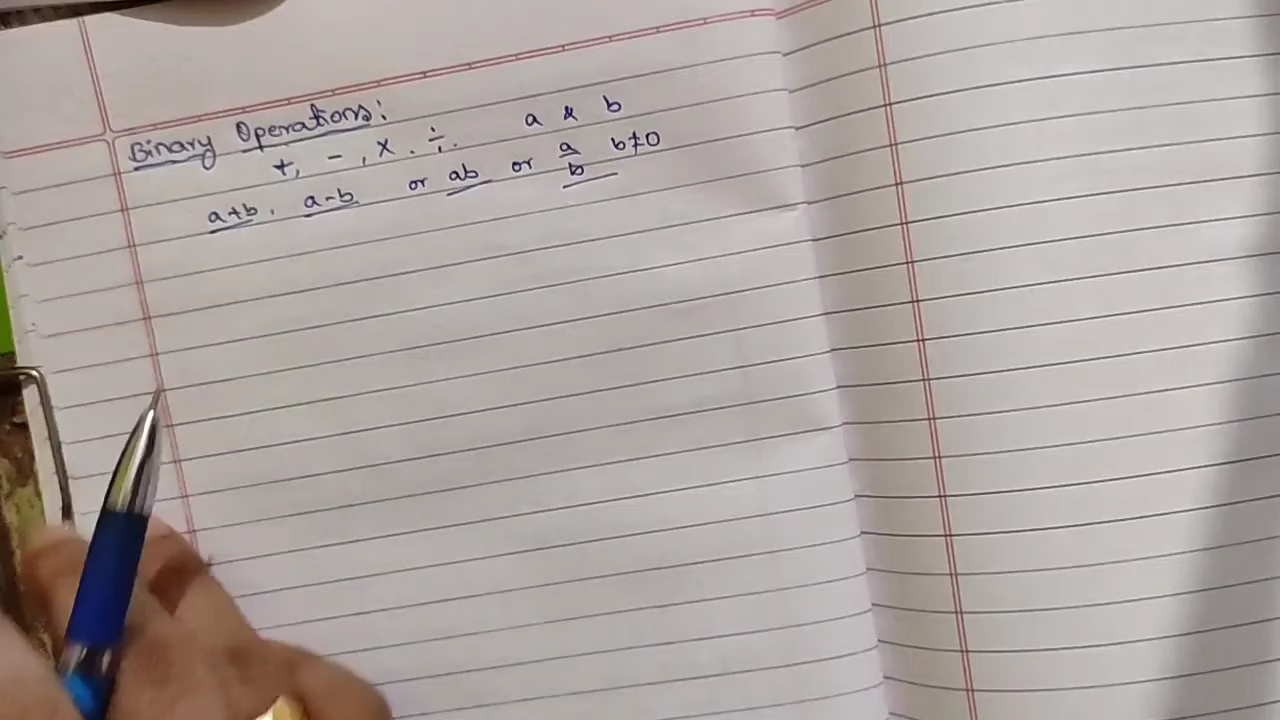 Binary Operations:
+, -, x. ÷. a & b
a+b, a-b or ab or a/b b≠0